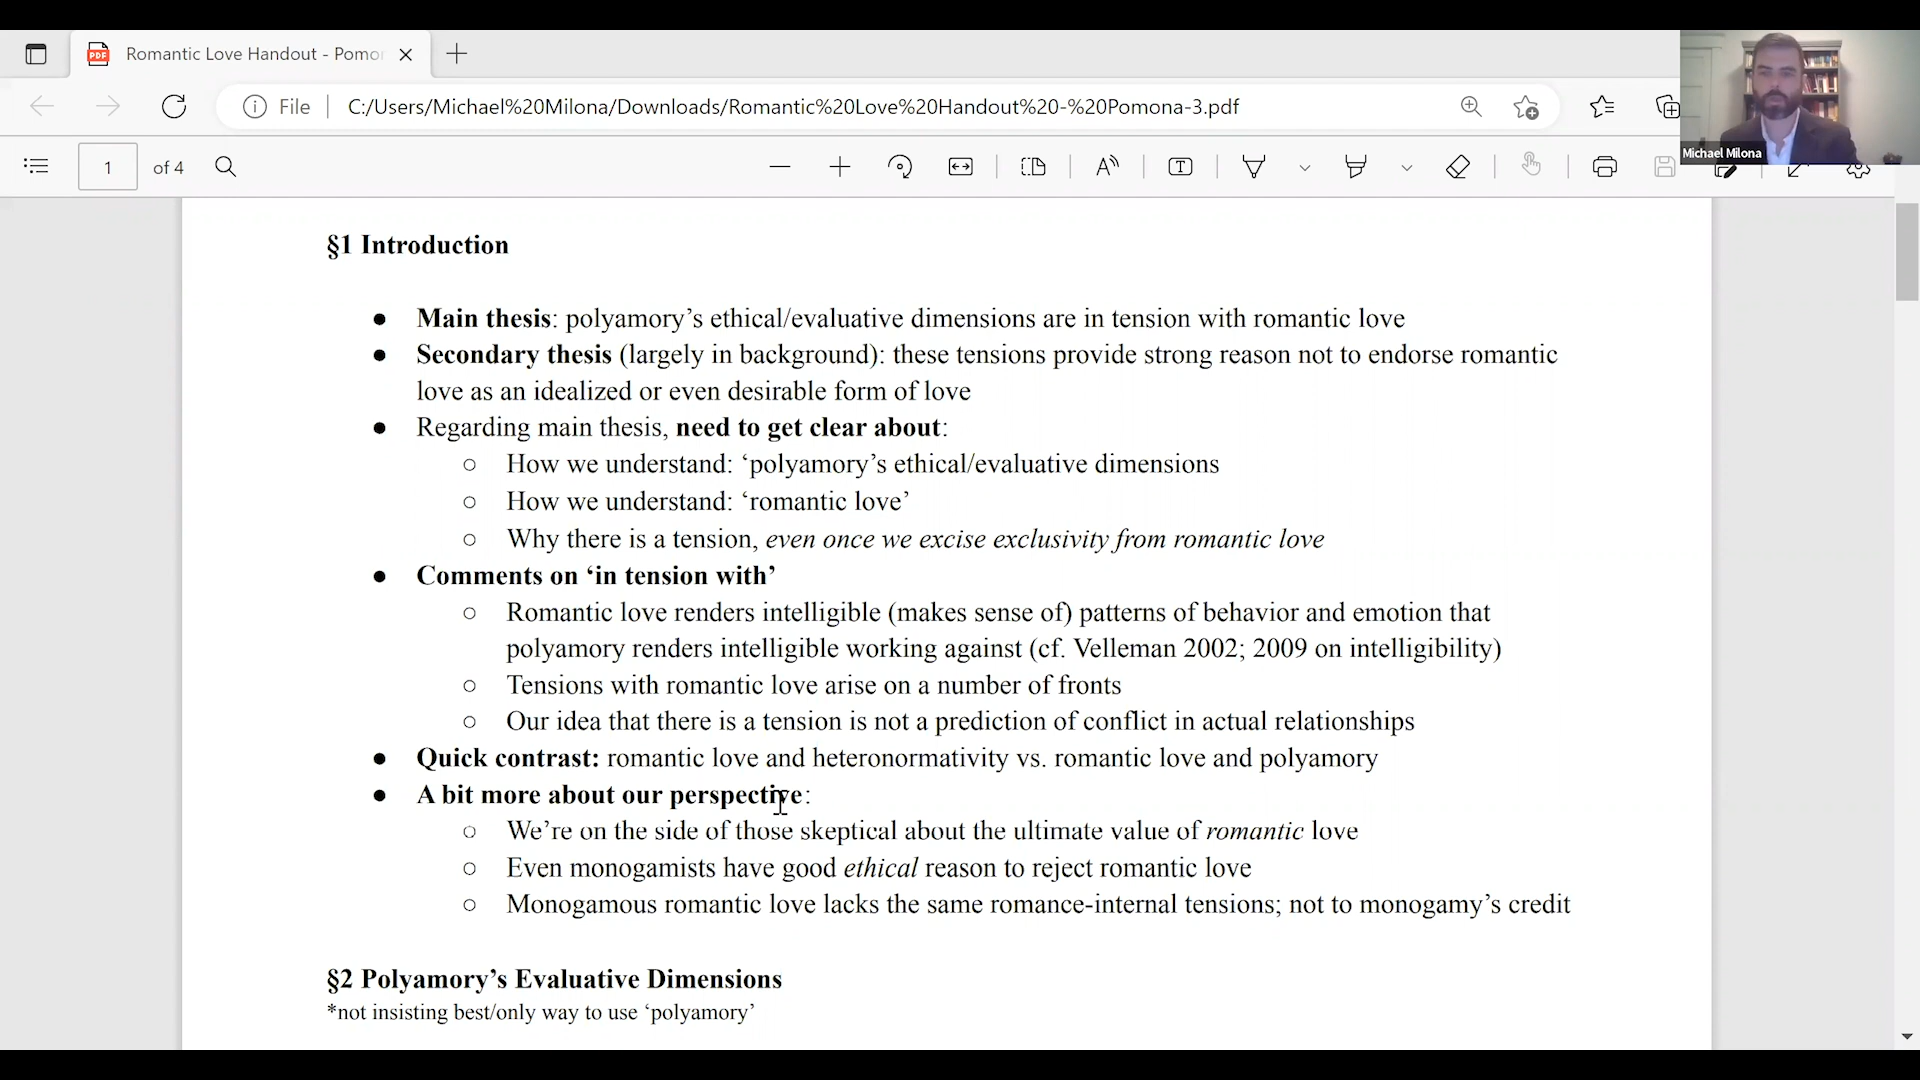 Romantic Love Handout - Pomo
File
C:/Users/Michael%20Milona/Downloads/Romantic%20Love%20Handout%20-%20Pomona-3.pdf
Michael Milona
1 of 4
§1 Introduction
● Main thesis: polyamory’s ethical/evaluative dimensions are in tension with romantic love
● Secondary thesis (largely in background): these tensions provide strong reason not to endorse romantic
love as an idealized or even desirable form of love
● Regarding main thesis, need to get clear about:
○ How we understand: ‘polyamory’s ethical/evaluative dimensions
○ How we understand: ‘romantic love’
○ Why there is a tension, even once we excise exclusivity from romantic love
● Comments on ‘in tension with’
○ Romantic love renders intelligible (makes sense of) patterns of behavior and emotion that
polyamory renders intelligible working against (cf. Velleman 2002; 2009 on intelligibility)
○ Tensions with romantic love arise on a number of fronts
○ Our idea that there is a tension is not a prediction of conflict in actual relationships
● Quick contrast: romantic love and heteronormativity vs. romantic love and polyamory
● A bit more about our perspective:
○ We’re on the side of those skeptical about the ultimate value of romantic love
○ Even monogamists have good ethical reason to reject romantic love
○ Monogamous romantic love lacks the same romance-internal tensions; not to monogamy’s credit
§2 Polyamory’s Evaluative Dimensions
*not insisting best/only way to use ‘polyamory’